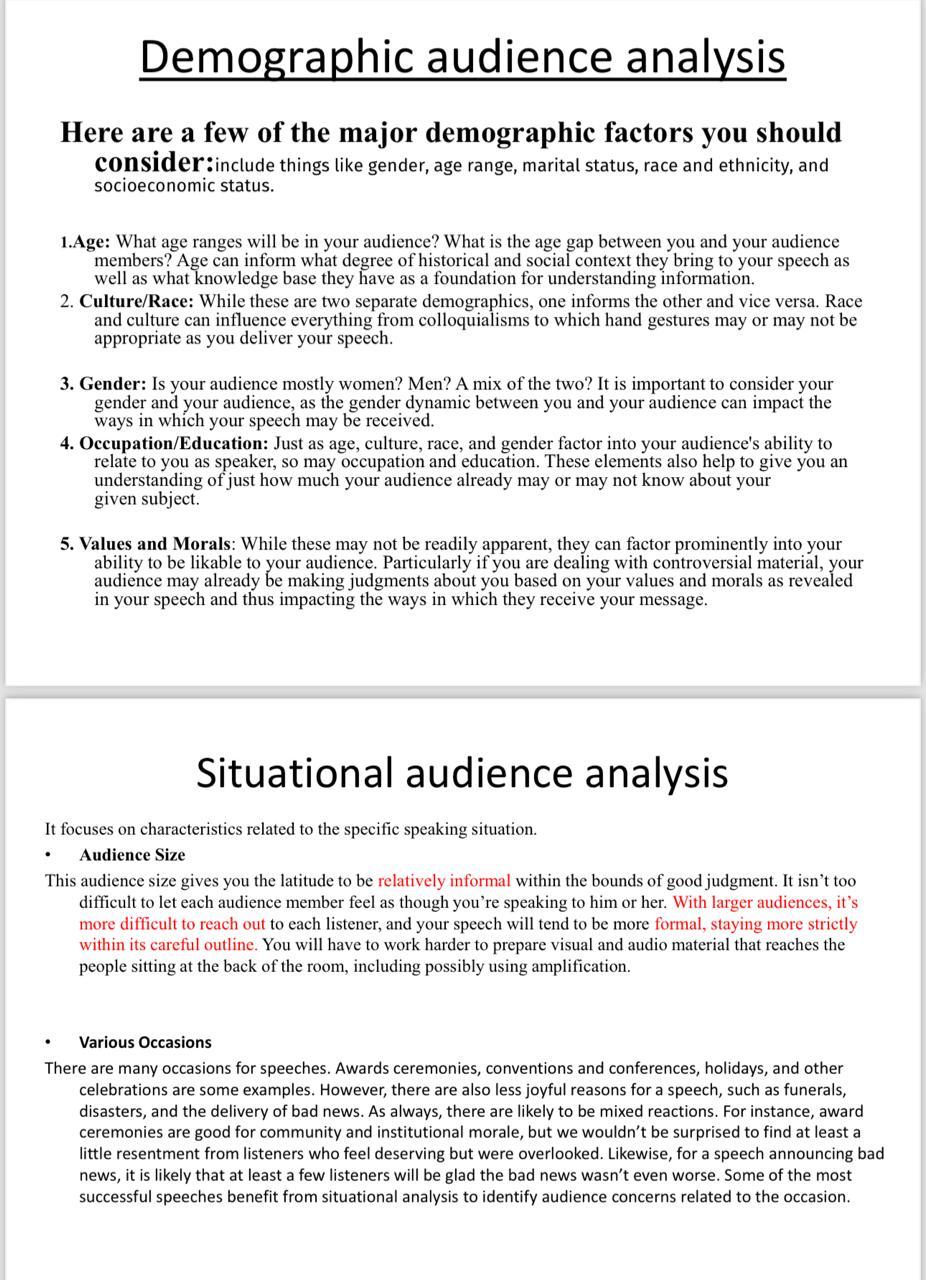 Demographic audience analysis
Here are a few of the major demographic factors you should
consider:include things like gender, age range, marital status, race and ethnicity, and
socioeconomic status.
1.Age: What age ranges will be in your audience? What is the age gap between you and your audience
members? Age can inform what degree of historical and social context they bring to your speech as
well as what knowledge base they have as a foundation for understanding information.
2. Culture/Race: While these are two separate demographics, one informs the other and vice versa. Race
and culture can influence everything from colloquialisms to which hand gestures may or may not be
appropriate as you deliver your speech.
3. Gender: Is your audience mostly women? Men? A mix of the two? It is important to consider your
gender and your audience, as the gender dynamic between you and your audience can impact the
ways in which your speech may be received.
4. Occupation/Education: Just as age, culture, race, and gender factor into your audience's ability to
relate to you as speaker, so may occupation and education. These elements also help to give you an
understanding of just how much your audience already may or may not know about your
given subject.
5. Values and Morals: While these may not be readily apparent, they can factor prominently into your
ability to be likable to your audience. Particularly if you are dealing with controversial material, your
audience may already be making judgments about you based on your values and morals as revealed
in your speech and thus impacting the ways in which they receive your message.
Situational audience analysis
It focuses on characteristics related to the specific speaking situation.
• Audience Size
This audience size gives you the latitude to be relatively informal within the bounds of good judgment. It isn’t too
difficult to let each audience member feel as though you’re speaking to him or her. With larger audiences, it’s
more difficult to reach out to each listener, and your speech will tend to be more formal, staying more strictly
within its careful outline. You will have to work harder to prepare visual and audio material that reaches the
people sitting at the back of the room, including possibly using amplification.
• Various Occasions
There are many occasions for speeches. Awards ceremonies, conventions and conferences, holidays, and other
celebrations are some examples. However, there are also less joyful reasons for a speech, such as funerals,
disasters, and the delivery of bad news. As always, there are likely to be mixed reactions. For instance, award
ceremonies are good for community and institutional morale, but we wouldn’t be surprised to find at least a
little resentment from listeners who feel deserving but were overlooked. Likewise, for a speech announcing bad
news, it is likely that at least a few listeners will be glad the bad news wasn’t even worse. Some of the most
successful speeches benefit from situational analysis to identify audience concerns related to the occasion.